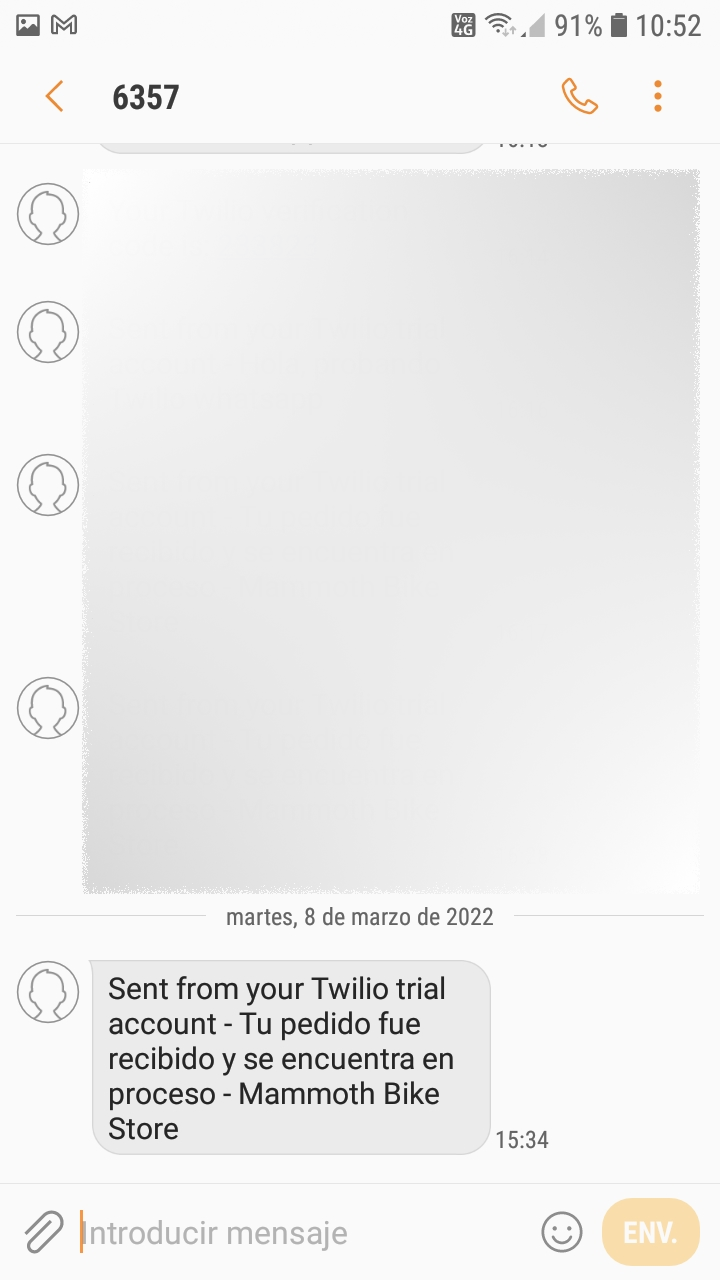 Voz 4G 91% 10:52
6357
martes, 8 de marzo de 2022
Sent from your Twilio trial
account - Tu pedido fue
recibido y se encuentra en
proceso - Mammoth Bike
Store
15:34
Introducir mensaje
ENV.